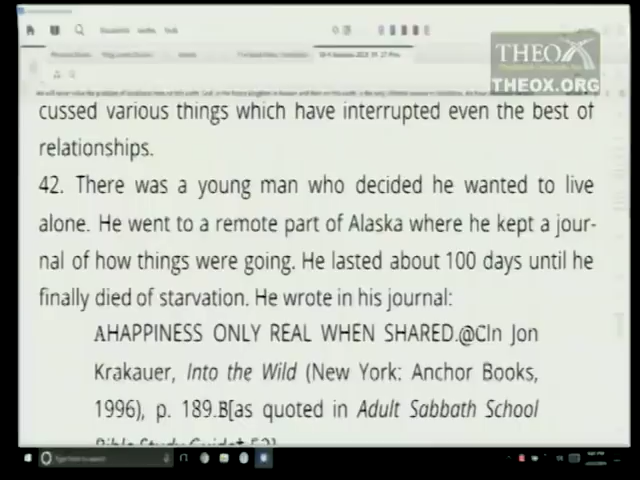 THEOX
THEOX.ORG
cussed various things which have interrupted even the best of
relationships.
42. There was a young man who decided he wanted to live
alone. He went to a remote part of Alaska where he kept a jour-
nal of how things were going. He lasted about 100 days until he
finally died of starvation. He wrote in his journal:
AHAPPINESS ONLY REAL WHEN SHARED.@CIn Jon
Krakauer, Into the Wild (New York: Anchor Books,
1996), p. 189.B[as quoted in Adult Sabbath School
Bible Study Guide* 52]